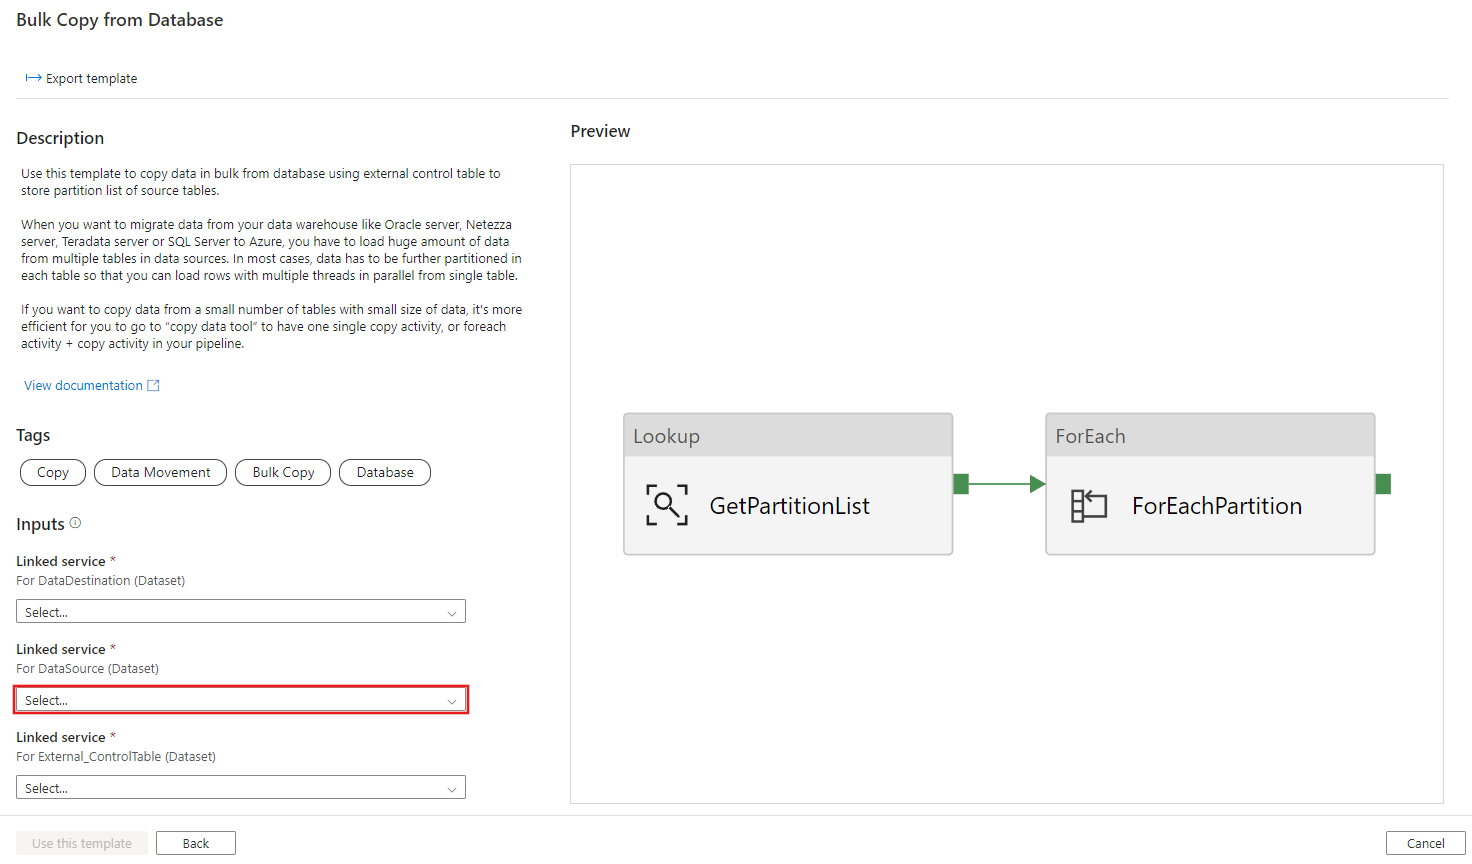 Bulk Copy from Database
Export template
Description
Use this template to copy data in bulk from database using external control table to
store partition list of source tables.
When you want to migrate data from your data warehouse like Oracle server, Netezza
server, Teradata server or SQL Server to Azure, you have to load huge amount of data
from multiple tables in data sources. In most cases, data has to be further partitioned in
each table so that you can load rows with multiple threads in parallel from single table.
If you want to copy data from a small number of tables with small size of data, it's more
efficient for you to go to “copy data tool” to have one single copy activity, or foreach
activity + copy activity in your pipeline.
View documentation
Tags
Copy
Data Movement
Bulk Copy
Database
Inputs
Linked service *
For DataDestination (Dataset)
Select...
Linked service *
For DataSource (Dataset)
Select...
Linked service *
For External_ControlTable (Dataset)
Select...
Preview
Lookup
GetPartitionList
ForEach
ForEachPartition
Use this template
Back
Cancel